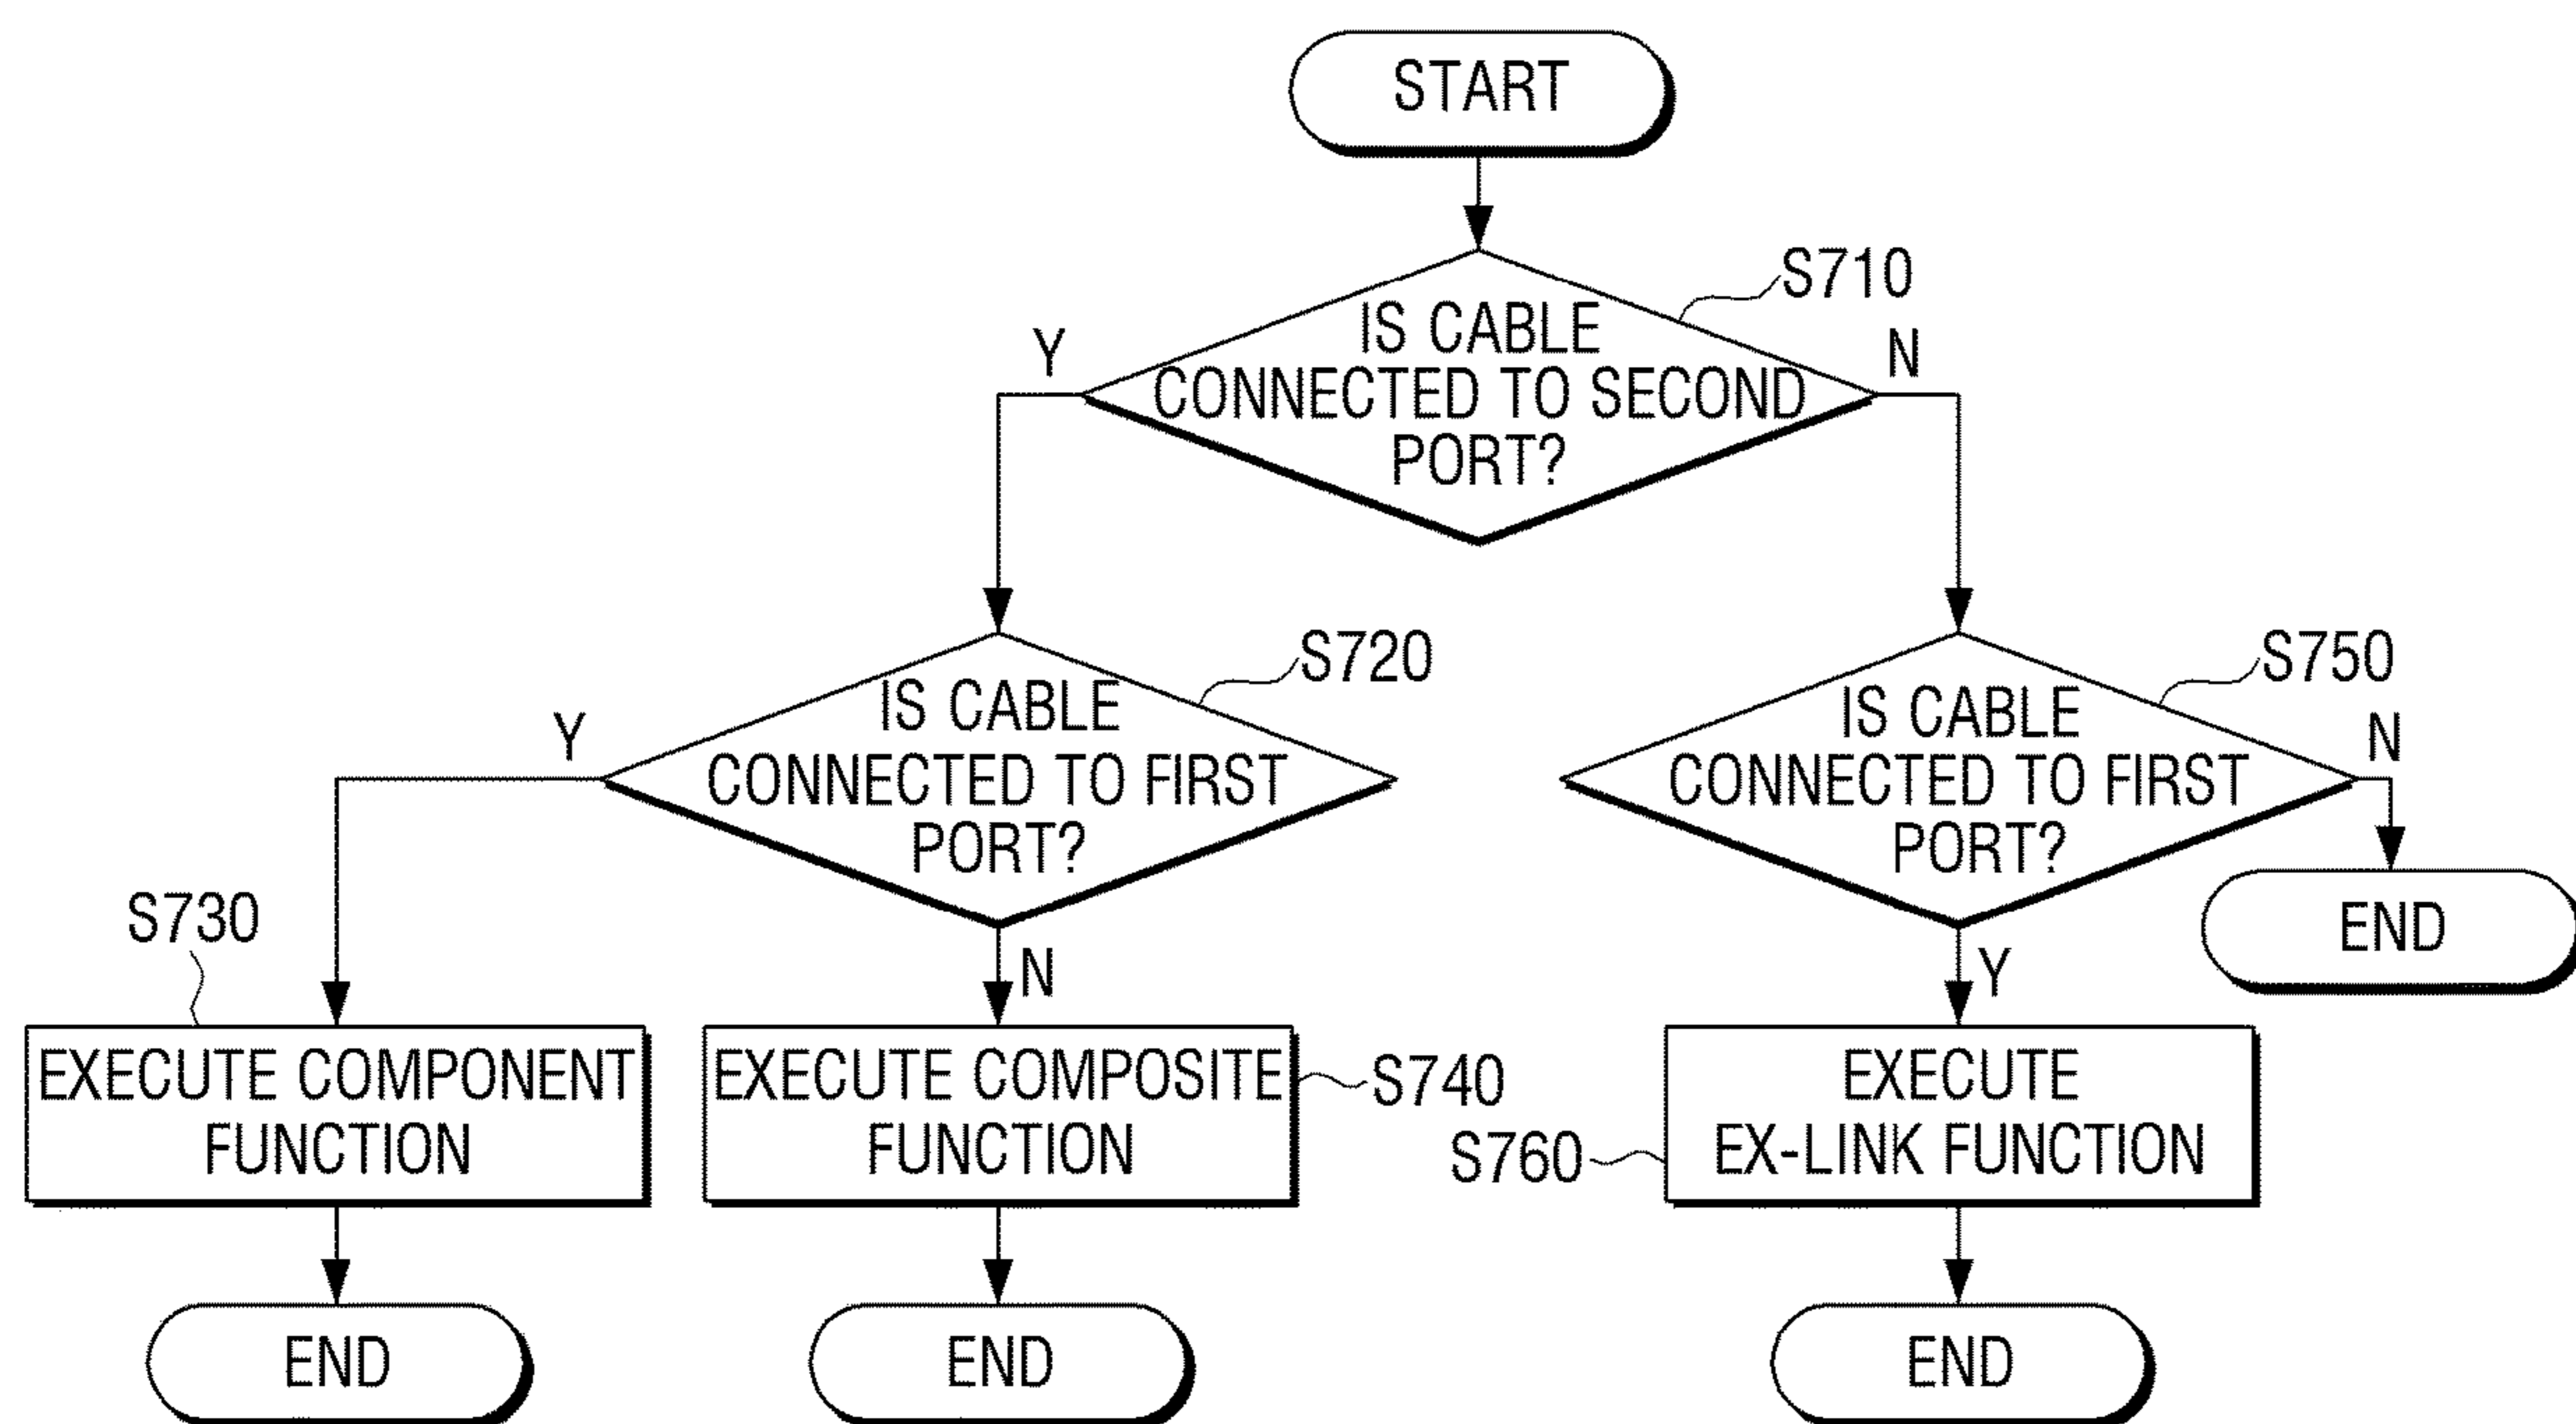 START
S710
IS CABLE
CONNECTED TO SECOND
PORT?
Y
N
S720
IS CABLE
CONNECTED TO FIRST
PORT?
Y
N
S750
IS CABLE
CONNECTED TO FIRST
PORT?
N
Y
END
S730
EXECUTE COMPONENT
FUNCTION
EXECUTE COMPOSITE
FUNCTION
S740
S760
EXECUTE
EX-LINK FUNCTION
END
END
END